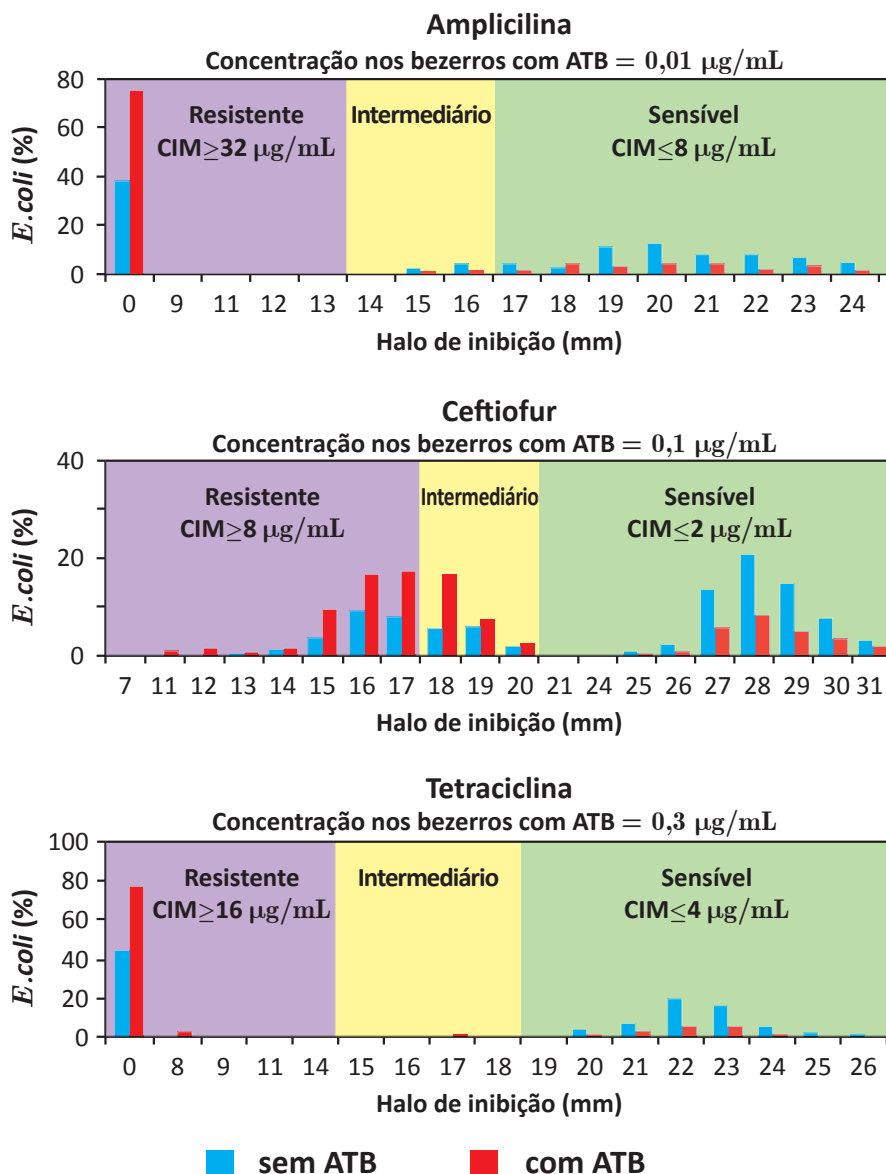 Amplicilina
Concentração nos bezerros com ATB = 0,01 µg/mL
80
60
40
20
0
E.coli (%)
Resistente
CIM≥32 µg/mL
Intermediário
Sensível
CIM≤8 µg/mL
0 9 11 12 13 14 15 16 17 18 19 20 21 22 23 24
Halo de inibição (mm)
Ceftiofur
Concentração nos bezerros com ATB = 0,1 µg/mL
40
20
0
E.coli (%)
Resistente
CIM≥8 µg/mL
Intermediário
Sensível
CIM≤2 µg/mL
7 11 12 13 14 15 16 17 18 19 20 21 24 25 26 27 28 29 30 31
Halo de inibição (mm)
Tetraciclina
Concentração nos bezerros com ATB = 0,3 µg/mL
100
80
60
40
20
0
E.coli (%)
Resistente
CIM≥16 µg/mL
Intermediário
Sensível
CIM≤4 µg/mL
0 8 9 11 14 15 16 17 18 19 20 21 22 23 24 25 26
Halo de inibição (mm)
sem ATB com ATB